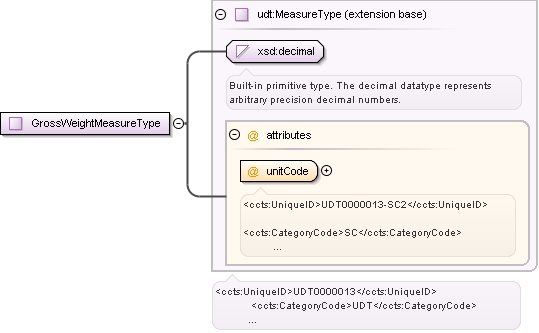 udt:MeasureType (extension base)
xsd:decimal
Built-in primitive type. The decimal datatype represents
arbitrary precision decimal numbers.
GrossWeightMeasureType
@ attributes
@ unitCode
<ccts:UniqueID>UDT0000013-SC2</ccts:UniqueID>
<ccts:CategoryCode>SC</ccts:CategoryCode>
...
<ccts:UniqueID>UDT0000013</ccts:UniqueID>
<ccts:CategoryCode>UDT</ccts:CategoryCode>
...